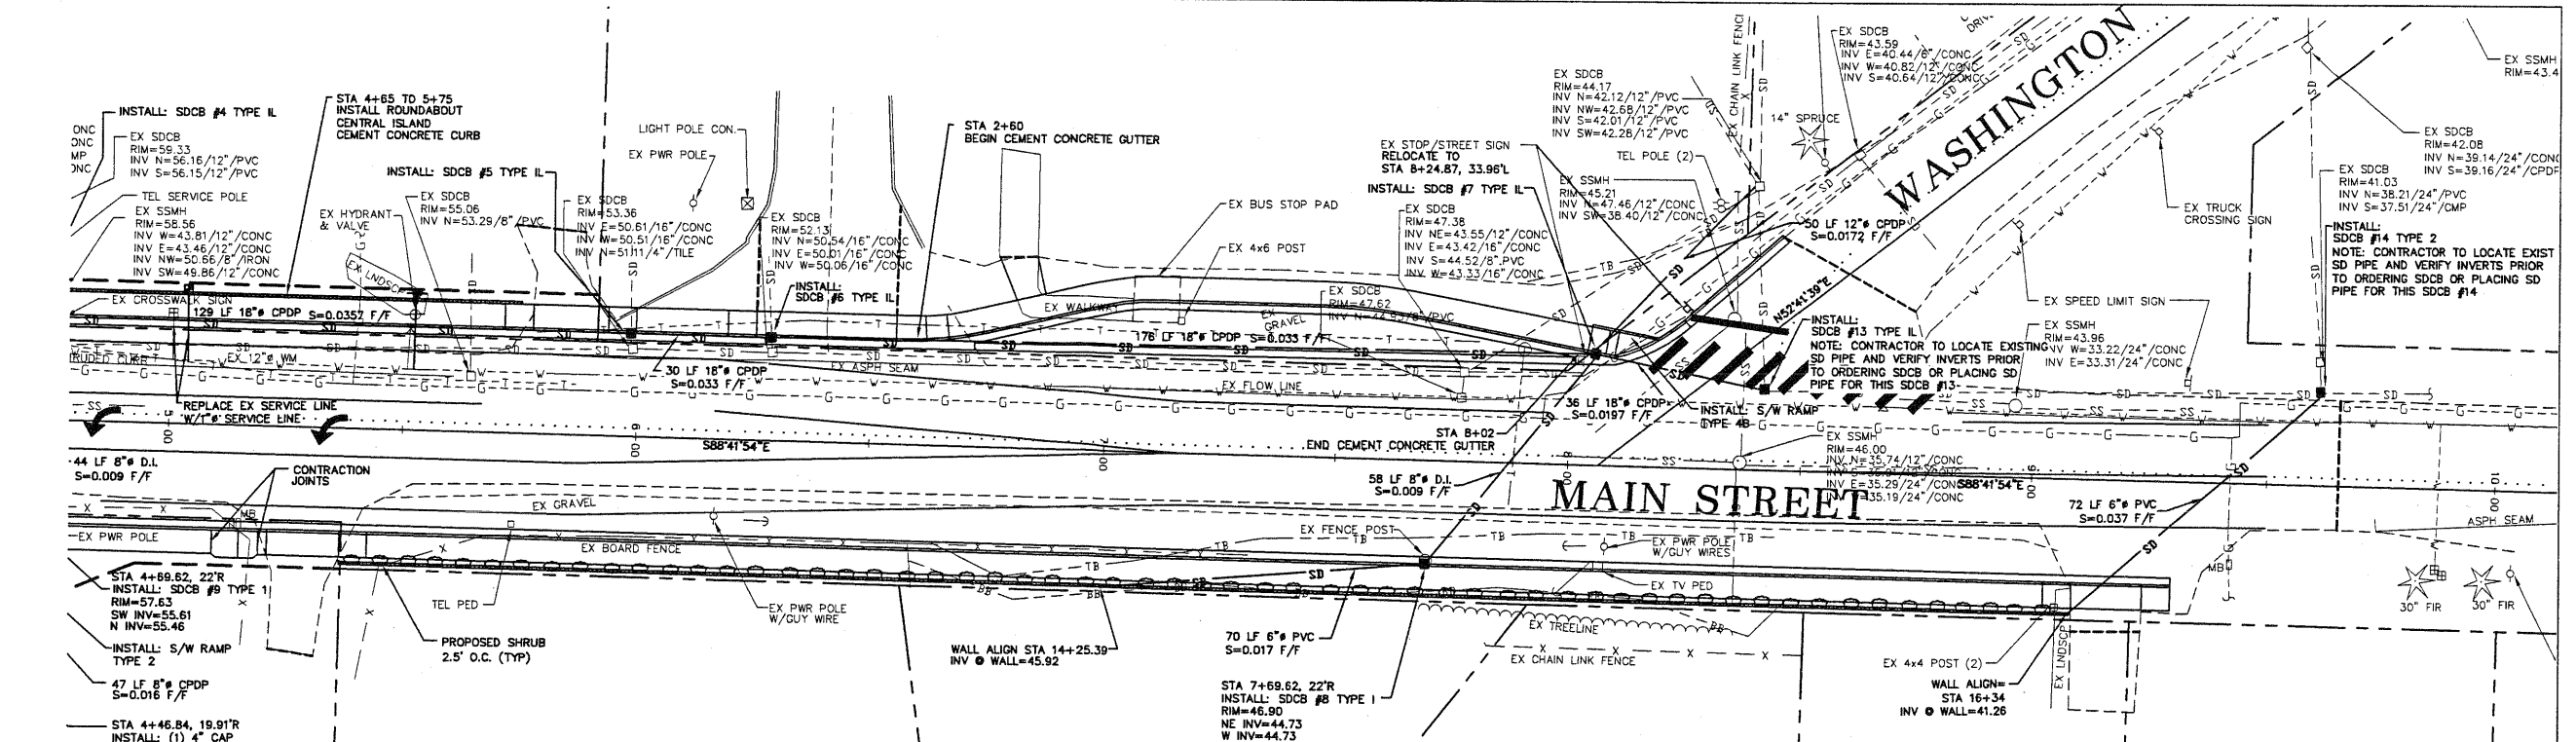 INSTALL: SDCB #4 TYPE IL
ONC
ONC
MP
ONC
EX SDCB
RIM=59.33
INV N=56.16/12"/PVC
INV S=56.15/12"/PVC
TEL SERVICE POLE
EX SSMH
RIM=58.56
INV W=43.81/12"/CONC
INV E=43.46/12"/CONC
INV NW=50.66/8"/IRON
INV SW=49.86/12"/CONC
STA 4+65 TO 5+75
INSTALL ROUNDABOUT
CENTRAL ISLAND
CEMENT CONCRETE CURB
INSTALL: SDCB #5 TYPE IL
EX HYDRANT
& VALVE
EX LNDSCP
EX SDCB
RIM=55.06
INV N=53.29/8"/PVC
LIGHT POLE CON.
EX PWR POLE
EX SDCB
RIM=53.36
INV E=50.61/16"/CONC
INV W=50.51/16"/CONC
INV N=51.11/4"/TILE
EX SDCB
RIM=52.13
INV N=50.54/16"/CONC
INV E=50.01/16"/CONC
INV W=50.06/16"/CONC
INSTALL:
SDCB #6 TYPE IL
STA 2+60
BEGIN CEMENT CONCRETE GUTTER
EX BUS STOP PAD
EX 4x6 POST
EX WALKWAY
EX CROSSWALK SIGN
129 LF 18"ø CPDP S=0.0357 F/F
EX 12"ø WM
30 LF 18"ø CPDP
S=0.033 F/F
EX ASPH SEAM
176 LF 18"ø CPDP S=0.033 F/F
EX
GRAVEL
EX SDCB
RIM=47.62
EX FLOW LINE
EX STOP/STREET SIGN
RELOCATE TO
STA 8+24.87, 33.96'L
INSTALL: SDCB #7 TYPE IL
EX SDCB
RIM=47.38
INV NE=43.55/12"/CONC
INV E=43.42/16"/CONC
INV S=44.52/8".PVC
INV W=43.33/16"/CONC
EX SDCB
RIM=44.17
INV N=42.12/12"/PVC
INV NW=42.68/12"/PVC
INV S=42.01/12"/PVC
INV SW=42.28/12"/PVC
TEL POLE (2)
EX SSMH
RIM=45.21
INV N=47.46/12"/CONC
INV SW=38.40/12"/CONC
EX CHAIN LINK FENCE
14" SPRUCE
EX SDCB
RIM=43.59
INV E=40.44/6"/CONC
INV W=40.82/12"/CONC
INV S=40.64/12"/CONC
WASHINGTON
50 LF 12"ø CPDP
S=0.0172 F/F
N52°41'39"E
EX TRUCK
CROSSING SIGN
EX SPEED LIMIT SIGN
EX SSMH
RIM=43.4
EX SDCB
RIM=42.08
INV N=39.14/24"/CONC
INV S=39.16/24"/CPDP
EX SDCB
RIM=41.03
INV N=38.21/24"/PVC
INV S=37.51/24"/CMP
INSTALL:
SDCB #14 TYPE 2
NOTE: CONTRACTOR TO LOCATE EXIST
SD PIPE AND VERIFY INVERTS PRIOR
TO ORDERING SDCB OR PLACING SD
PIPE FOR THIS SDCB #14
INSTALL:
SDCB #13 TYPE IL
NOTE: CONTRACTOR TO LOCATE EXISTING
SD PIPE AND VERIFY INVERTS PRIOR
TO ORDERING SDCB OR PLACING SD
PIPE FOR THIS SDCB #13
EX SSMH
RIM=43.96
INV W=33.22/24"/CONC
INV E=33.31/24"/CONC
REPLACE EX SERVICE LINE
W/1"ø SERVICE LINE
S88°41'54"E
36 LF 18"ø CPDP
S=0.0197 F/F
INSTALL: S/W RAMP
TYPE 4B
STA 8+02
END CEMENT CONCRETE GUTTER
EX SSMH
RIM=46.00
INV N=35.74/12"/CONC
INV E=35.29/24"/CONC
INV W=35.19/24"/CONC
S88°41'54"E
44 LF 8"ø D.I.
S=0.009 F/F
CONTRACTION
JOINTS
58 LF 8"ø D.I.
S=0.009 F/F
MAIN STREET
72 LF 6"ø PVC
S=0.037 F/F
ASPH SEAM
MB
EX GRAVEL
EX PWR POLE
EX BOARD FENCE
EX FENCE POST
EX PWR POLE
W/GUY WIRES
EX TV PED
STA 4+69.62, 22'R
INSTALL: SDCB #9 TYPE 1
RIM=57.63
SW INV=55.61
N INV=55.46
TEL PED
EX PWR POLE
W/GUY WIRE
EX TREELINE
MB
30" FIR
30" FIR
INSTALL: S/W RAMP
TYPE 2
PROPOSED SHRUB
2.5' O.C. (TYP)
WALL ALIGN STA 14+25.39
INV @ WALL=45.92
70 LF 6"ø PVC
S=0.017 F/F
EX CHAIN LINK FENCE
EX 4x4 POST (2)
EX LNDSCP
47 LF 8"ø CPDP
S=0.016 F/F
STA 7+69.62, 22'R
INSTALL: SDCB #8 TYPE I
RIM=46.90
NE INV=44.73
W INV=44.73
WALL ALIGN=
STA 16+34
INV @ WALL=41.26
STA 4+46.84, 19.91'R
INSTALL: (1) 4" CAP